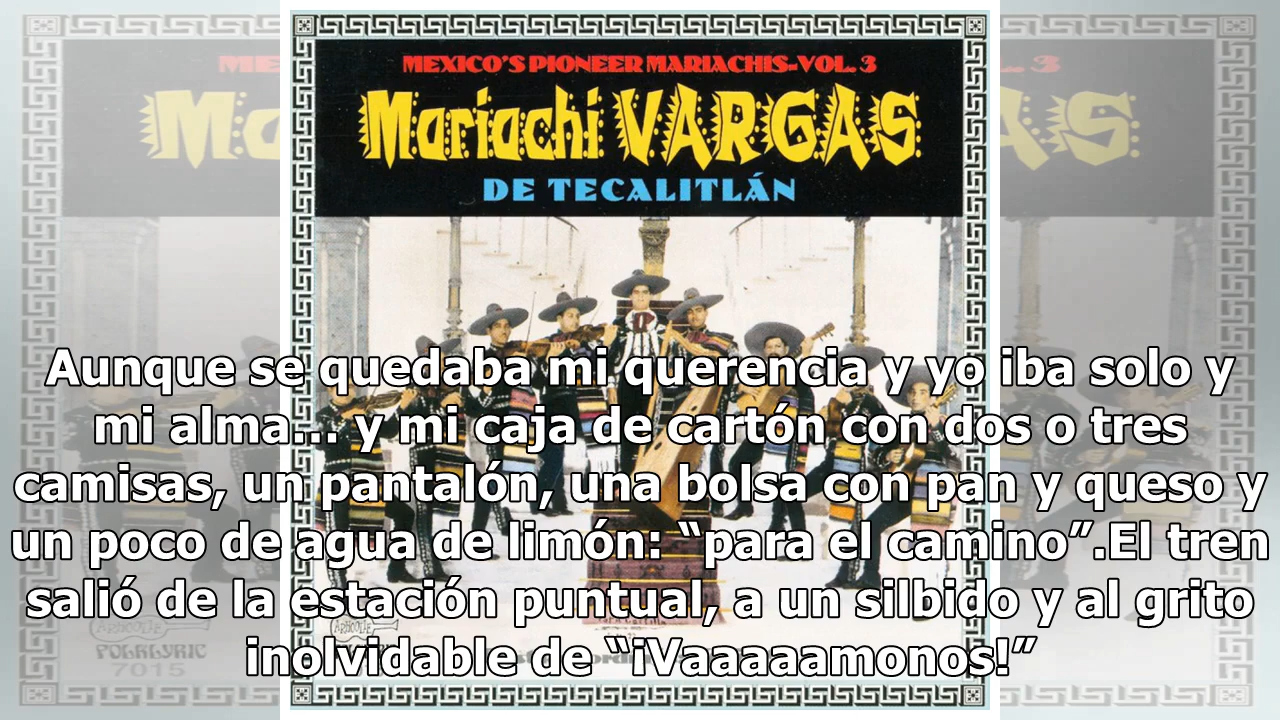 MEXICO'S PIONEER MARIACHIS-VOL. 3
Mariachi VARGAS
DE TECALITLÁN
Aunque se quedaba mi querencia y yo iba solo y
mi alma... y mi caja de cartón con dos o tres
camisas, un pantalón, una bolsa con pan y queso y
un poco de agua de limón: “para el camino”.El tren
salió de la estación puntual, a un silbido y al grito
inolvidable de “¡Vaaaaamonos!”
ARHOOLIE
FOLKLYRIC
7015